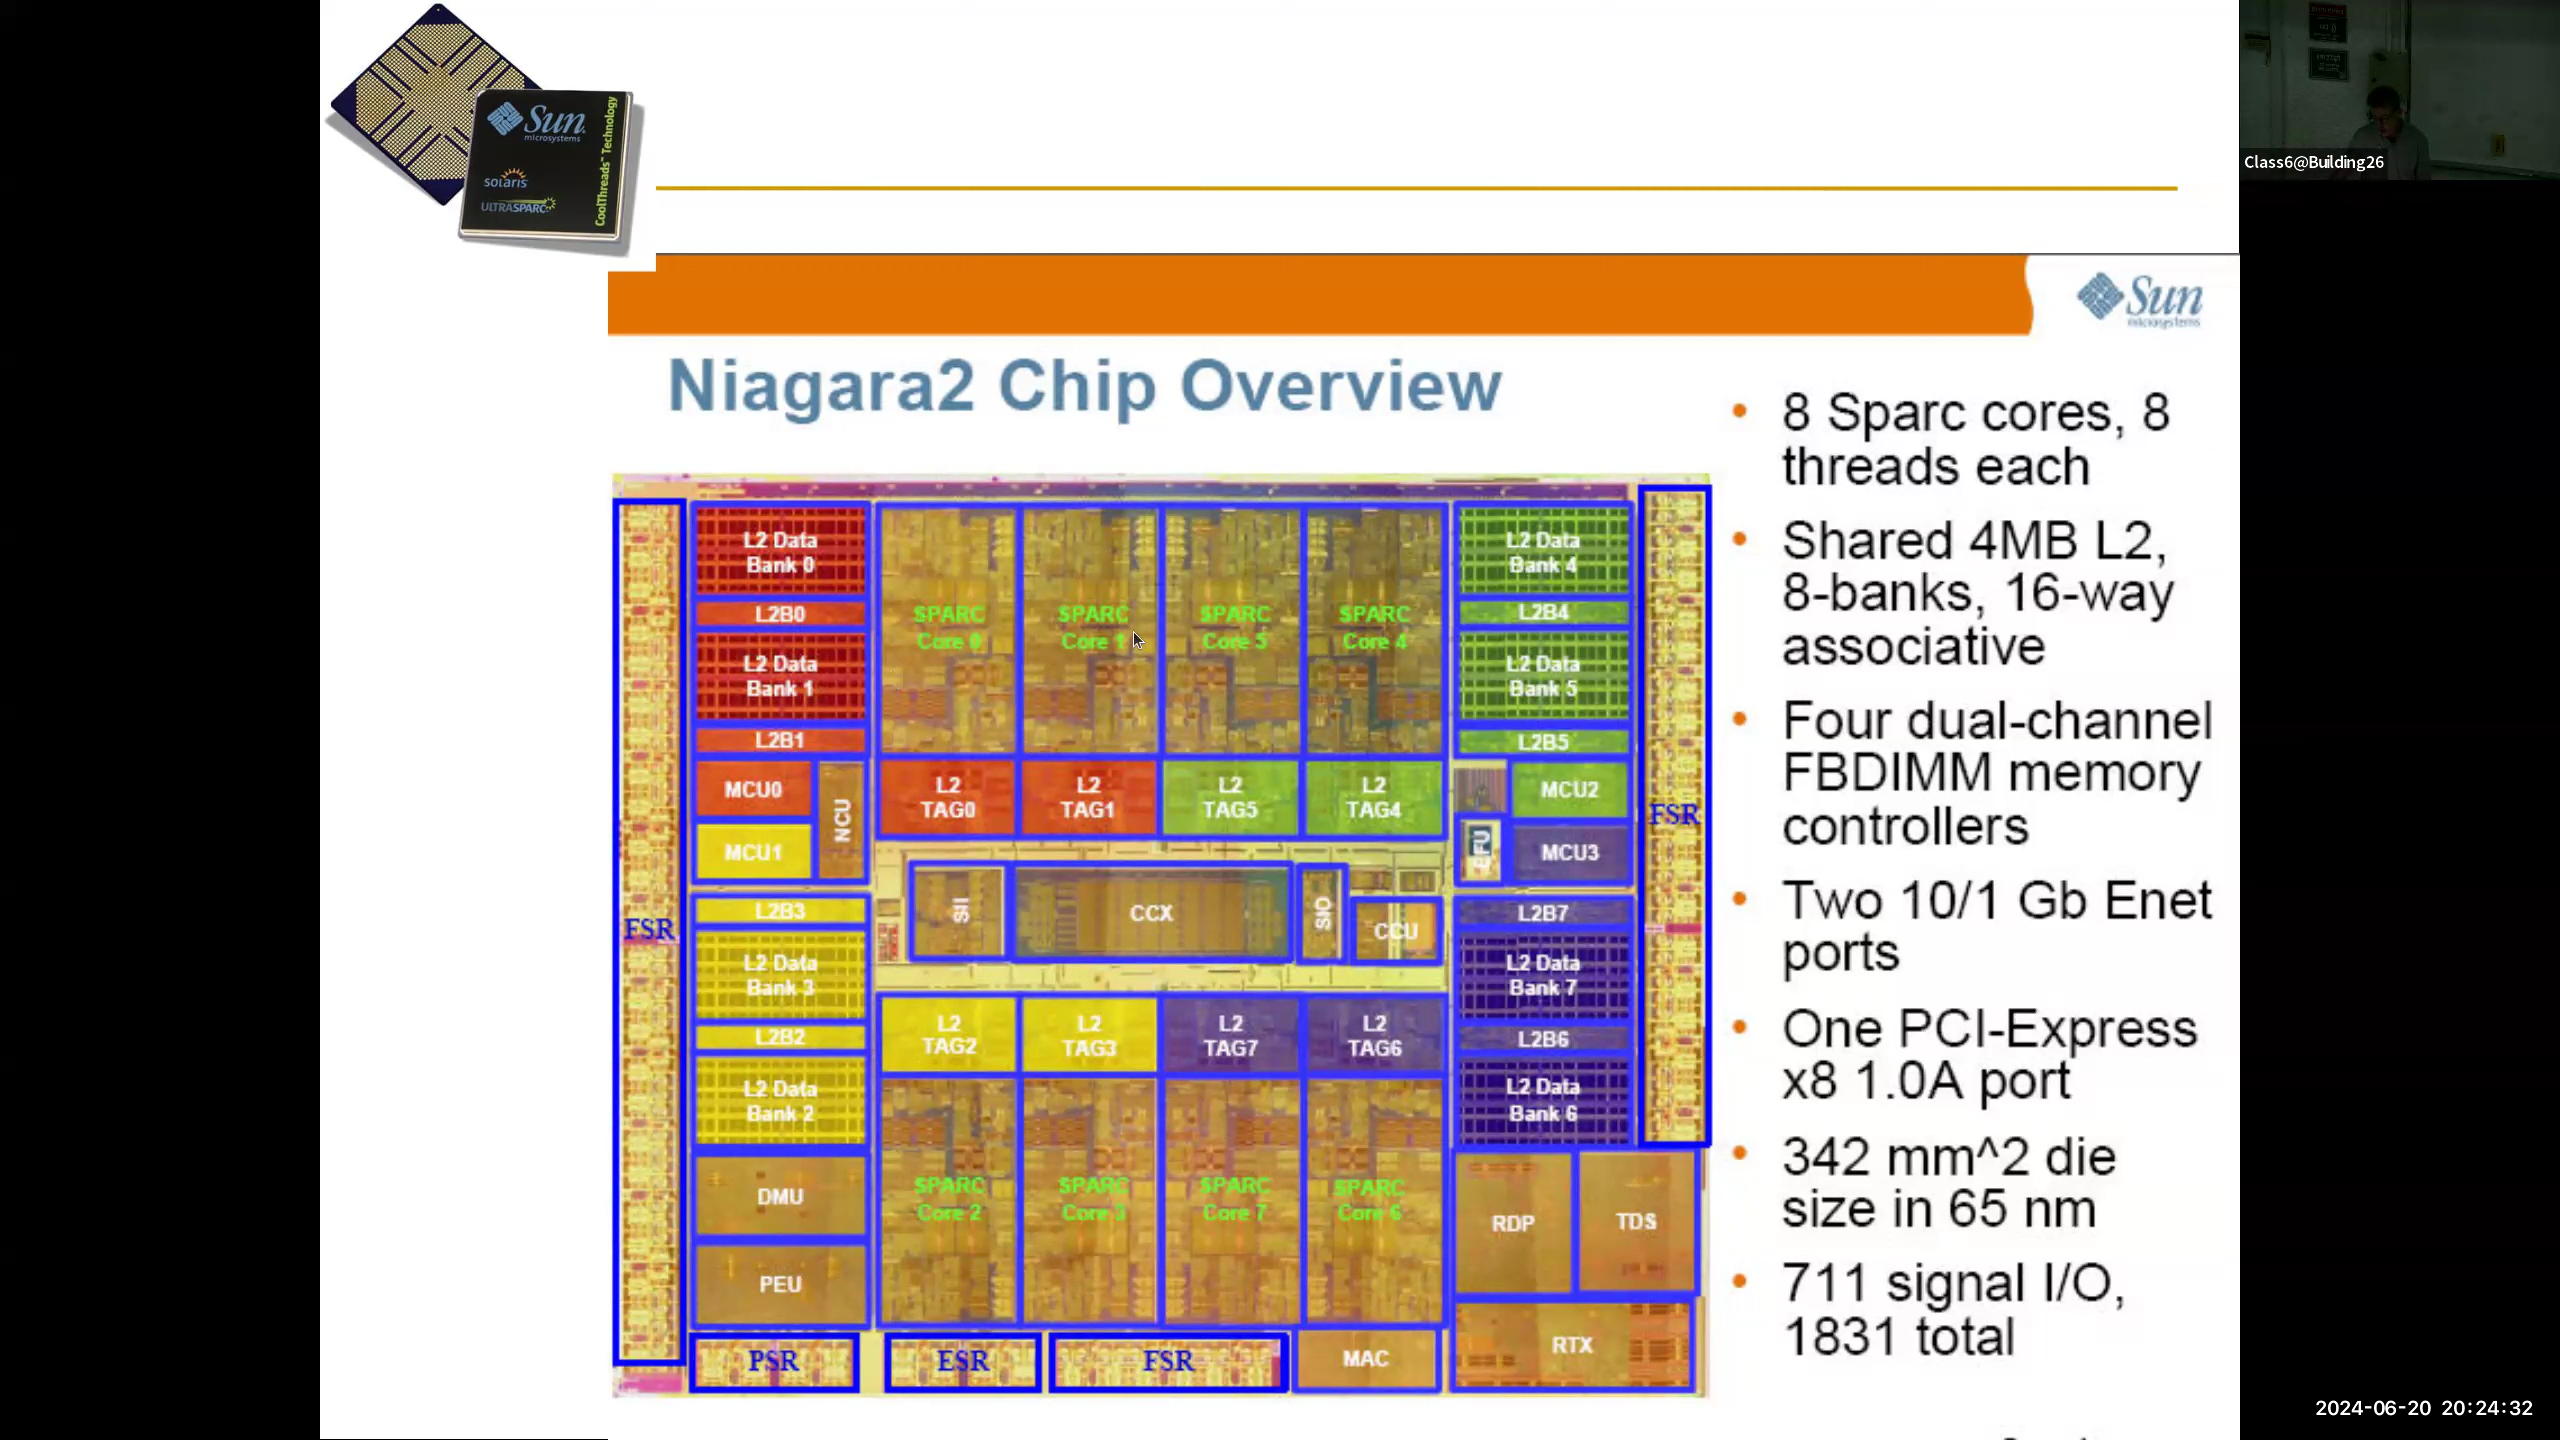 Sun
microsystems
solaris
ULTRASPARC
CoolThreads™ Technology
Class6@Building26
Sun
microsystems
Niagara2 Chip Overview
• 8 Sparc cores, 8
threads each
• Shared 4MB L2,
8-banks, 16-way
associative
• Four dual-channel
FBDIMM memory
controllers
• Two 10/1 Gb Enet
ports
• One PCI-Express
x8 1.0A port
• 342 mm^2 die
size in 65 nm
• 711 signal I/O,
1831 total
L2 Data
Bank 0
L2B0
L2 Data
Bank 1
L2B1
MCU0
MCU1
NCU
SPARC
Core 0
SPARC
Core 1
SPARC
Core 5
SPARC
Core 4
L2 Data
Bank 4
L2B4
L2 Data
Bank 5
L2B5
MCU2
MCU3
EFU
L2
TAG0
L2
TAG1
L2
TAG5
L2
TAG4
FSR
FSR
SII
CCX
SIO
CCU
L2B3
L2 Data
Bank 3
L2B2
L2 Data
Bank 2
L2
TAG2
L2
TAG3
L2
TAG7
L2
TAG6
L2B7
L2 Data
Bank 7
L2B6
L2 Data
Bank 6
DMU
PEU
SPARC
Core 2
SPARC
Core 3
SPARC
Core 7
SPARC
Core 6
RDP
TDS
RTX
PSR
ESR
FSR
MAC
2024-06-20 20:24:32